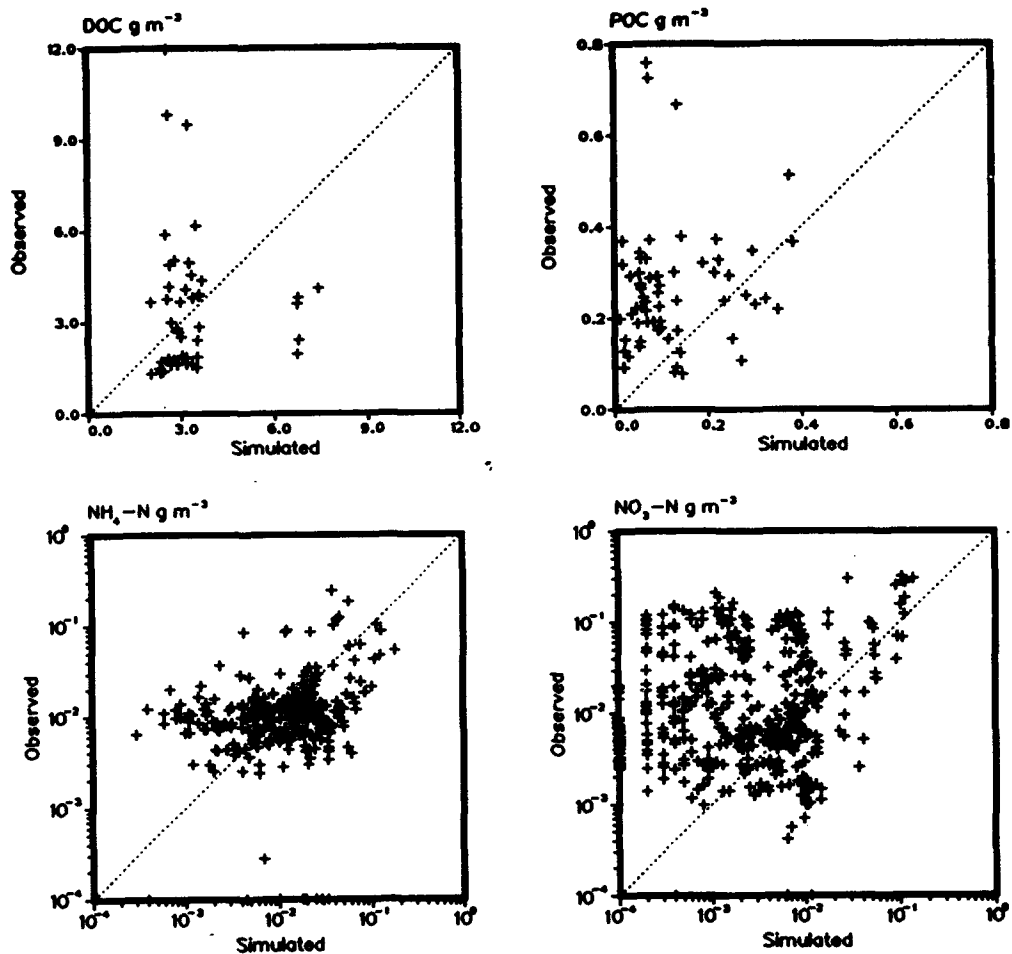 DOC g m⁻³
12.0
9.0
6.0
3.0
0.0
Observed
0.0 3.0 6.0 9.0 12.0
Simulated
POC g m⁻³
0.8
0.6
0.4
0.2
0.0
Observed
0.0 0.2 0.4 0.6 0.8
Simulated
NH₄–N g m⁻³
10⁰
10⁻¹
10⁻²
10⁻³
10⁻⁴
Observed
10⁻⁴ 10⁻³ 10⁻² 10⁻¹ 10⁰
Simulated
NO₃–N g m⁻³
10⁰
10⁻¹
10⁻²
10⁻³
10⁻⁴
Observed
10⁻⁴ 10⁻³ 10⁻² 10⁻¹ 10⁰
Simulated